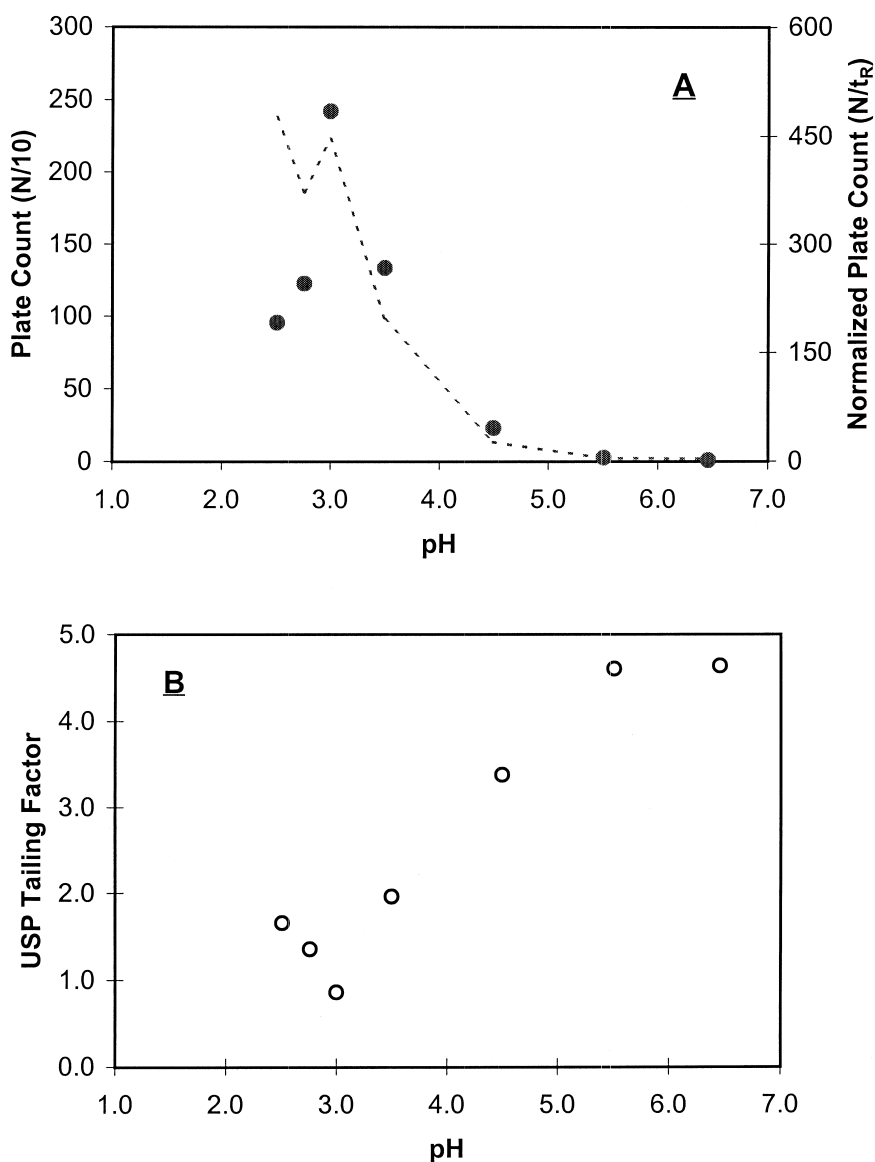 300
250
200
150
100
50
0
600
450
300
150
0
A
Plate Count (N/10)
Normalized Plate Count (N/tR)
1.0 2.0 3.0 4.0 5.0 6.0 7.0
pH
5.0
4.0
3.0
2.0
1.0
0.0
B
USP Tailing Factor
1.0 2.0 3.0 4.0 5.0 6.0 7.0
pH